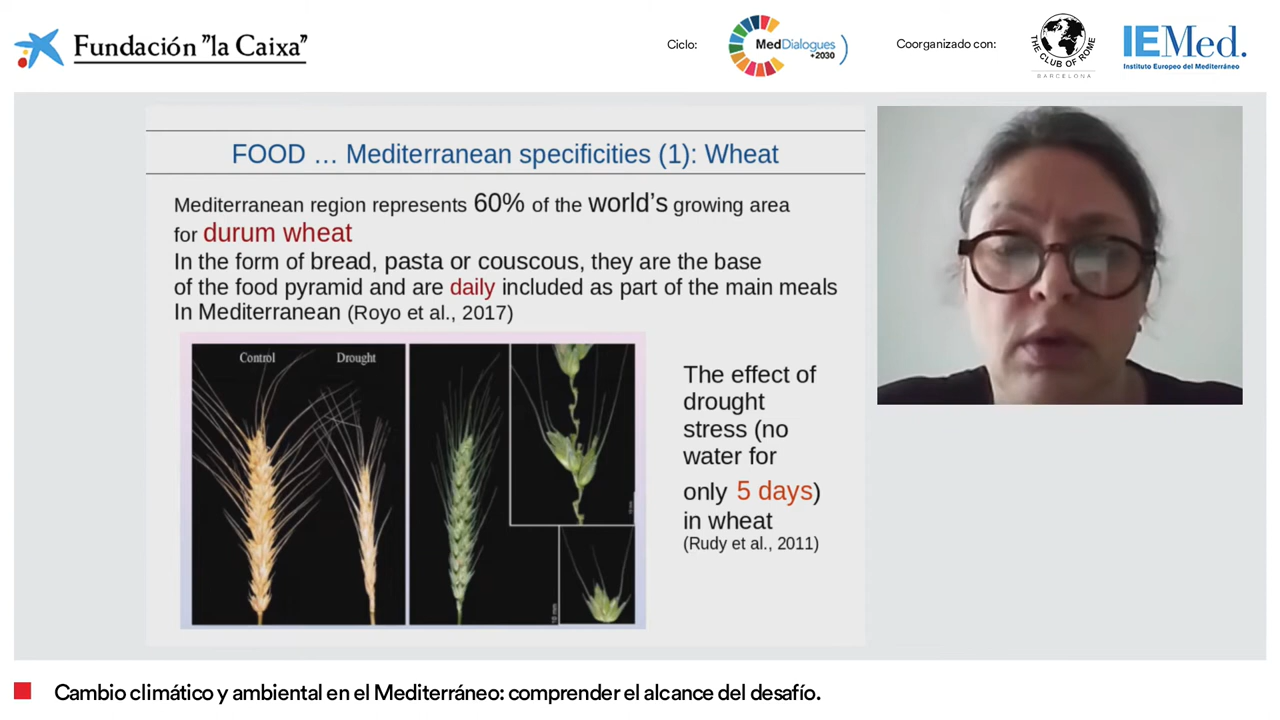 Fundación "la Caixa"
Ciclo:
MedDialogues
+2030
Coorganizado con:
THE CLUB OF ROME
BARCELONA
IEMed.
Instituto Europeo del Mediterráneo
FOOD … Mediterranean specificities (1): Wheat
Mediterranean region represents 60% of the world's growing area
for durum wheat
In the form of bread, pasta or couscous, they are the base
of the food pyramid and are daily included as part of the main meals
In Mediterranean (Royo et al., 2017)
Control Drought
The effect of
drought
stress (no
water for
only 5 days)
in wheat
(Rudy et al., 2011)
Cambio climático y ambiental en el Mediterráneo: comprender el alcance del desafío.